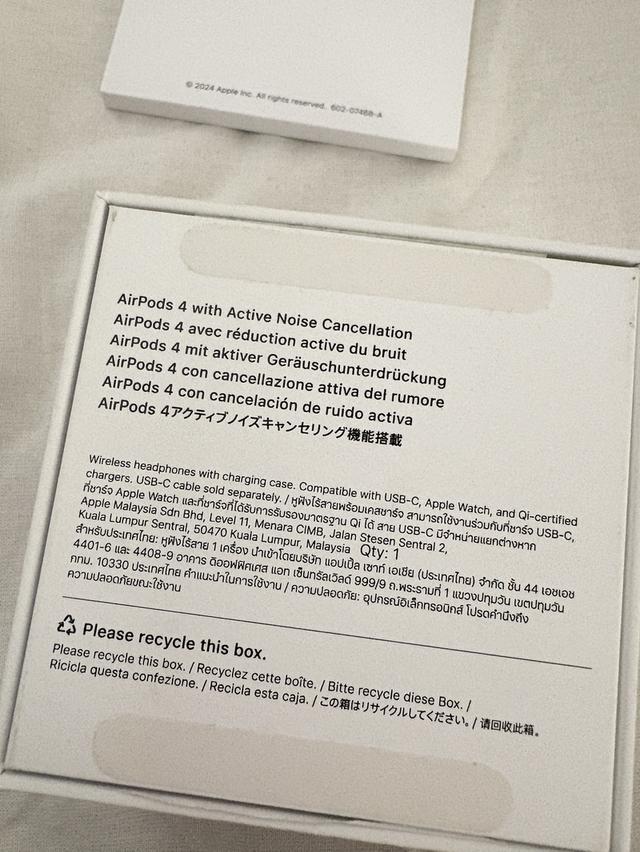 © 2024 Apple Inc. All rights reserved. 602-07468-A
AirPods 4 with Active Noise Cancellation
AirPods 4 avec réduction active du bruit
AirPods 4 mit aktiver Geräuschunterdrückung
AirPods 4 con cancellazione attiva del rumore
AirPods 4 con cancelación de ruido activa
AirPods 4アクティブノイズキャンセリング機能搭載
Wireless headphones with charging case. Compatible with USB-C, Apple Watch, and Qi-certified
chargers. USB-C cable sold separately. / หูฟังไร้สายพร้อมเคสชาร์จ สามารถใช้งานร่วมกับที่ชาร์จ USB-C,
ที่ชาร์จ Apple Watch และที่ชาร์จที่ได้รับการรับรองมาตรฐาน Qi ได้ สาย USB-C มีจำหน่ายแยกต่างหาก
Apple Malaysia Sdn Bhd, Level 11, Menara CIMB, Jalan Stesen Sentral 2,
Kuala Lumpur Sentral, 50470 Kuala Lumpur, Malaysia Qty: 1
สำหรับประเทศไทย: หูฟังไร้สาย 1 เครื่อง นำเข้าโดยบริษัท แอปเปิ้ล เซาท์ เอเชีย (ประเทศไทย) จำกัด ชั้น 44 เอชเอช
4401-6 และ 4408-9 อาคาร ดิออฟฟิศเศส แอท เซ็นทรัลเวิลด์ 999/9 ถ.พระรามที่ 1 แขวงปทุมวัน เขตปทุมวัน
กทม. 10330 ประเทศไทย คำแนะนำในการใช้งาน / ความปลอดภัย: อุปกรณ์อิเล็กทรอนิกส์ โปรดคำนึงถึง
ความปลอดภัยขณะใช้งาน
Please recycle this box.
Please recycle this box. / Recyclez cette boîte. / Bitte recycle diese Box. /
Ricicla questa confezione. / Recicla esta caja. / この箱はリサイクルしてください。/ 请回收此箱。